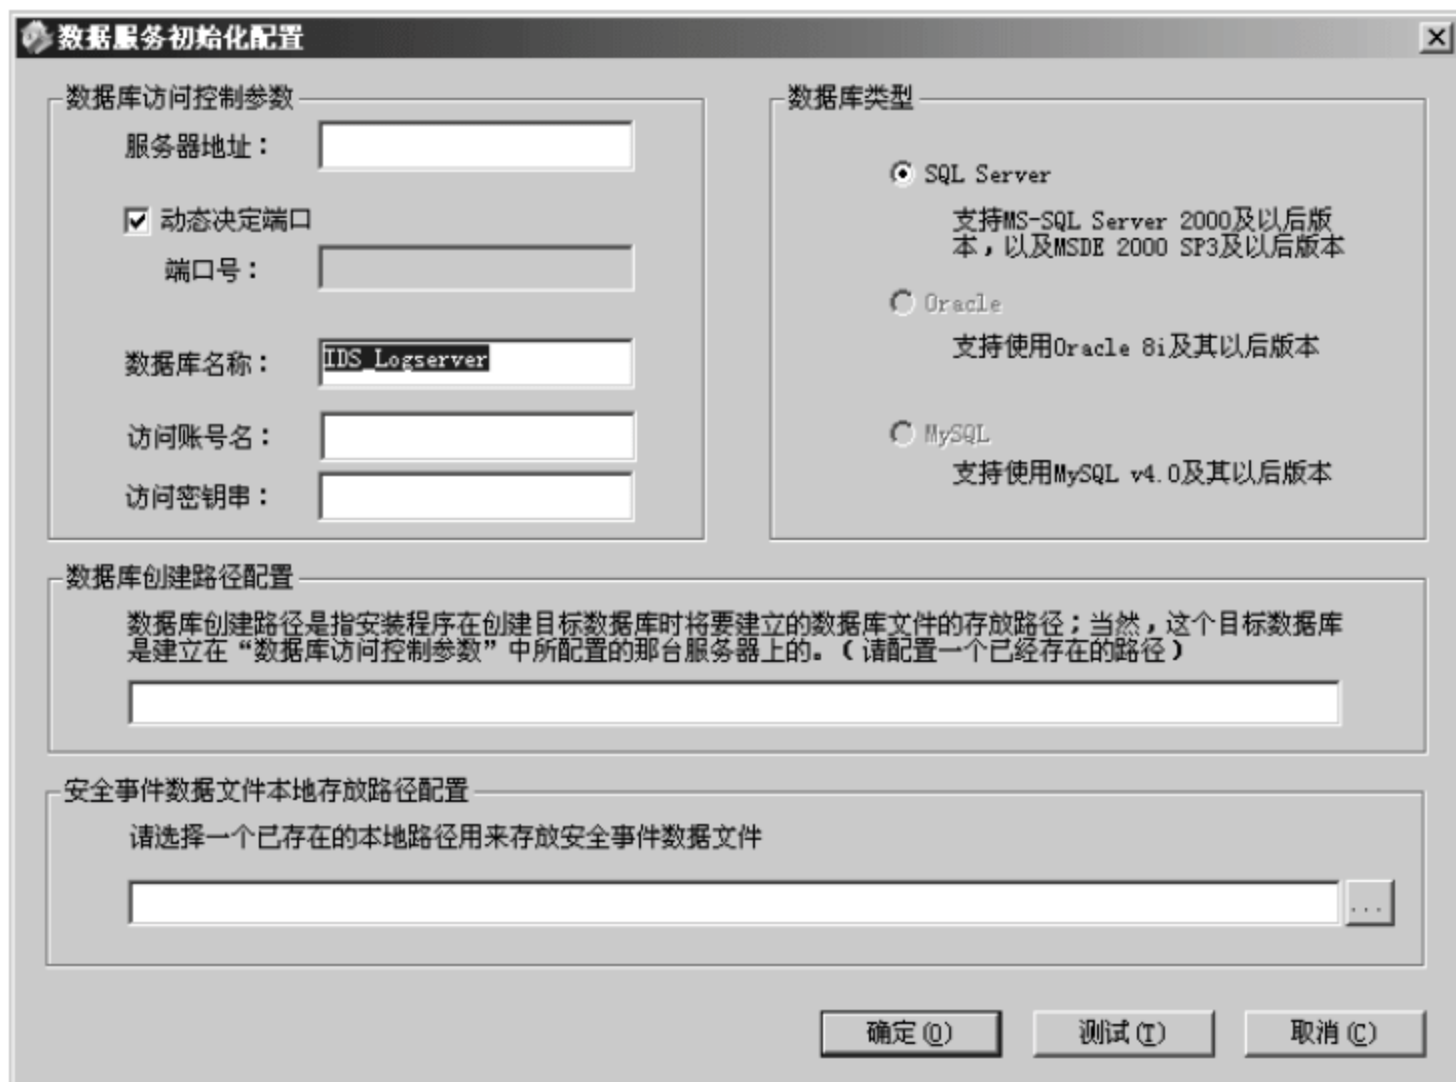 数据服务初始化配置
数据库访问控制参数
服务器地址：
动态决定端口
端口号：
数据库名称：
IDS_Logserver
访问账号名：
访问密钥串：
数据库类型
SQL Server
支持MS-SQL Server 2000及以后版
本，以及MSDE 2000 SP3及以后版本
Oracle
支持使用Oracle 8i及其以后版本
MySQL
支持使用MySQL v4.0及其以后版本
数据库创建路径配置
数据库创建路径是指安装程序在创建目标数据库时将要建立的数据库文件的存放路径；当然，这个目标数据库
是建立在“数据库访问控制参数”中所配置的那台服务器上的。（请配置一个已经存在的路径）
安全事件数据文件本地存放路径配置
请选择一个已存在的本地路径用来存放安全事件数据文件
...
确定(O)
测试(T)
取消(C)